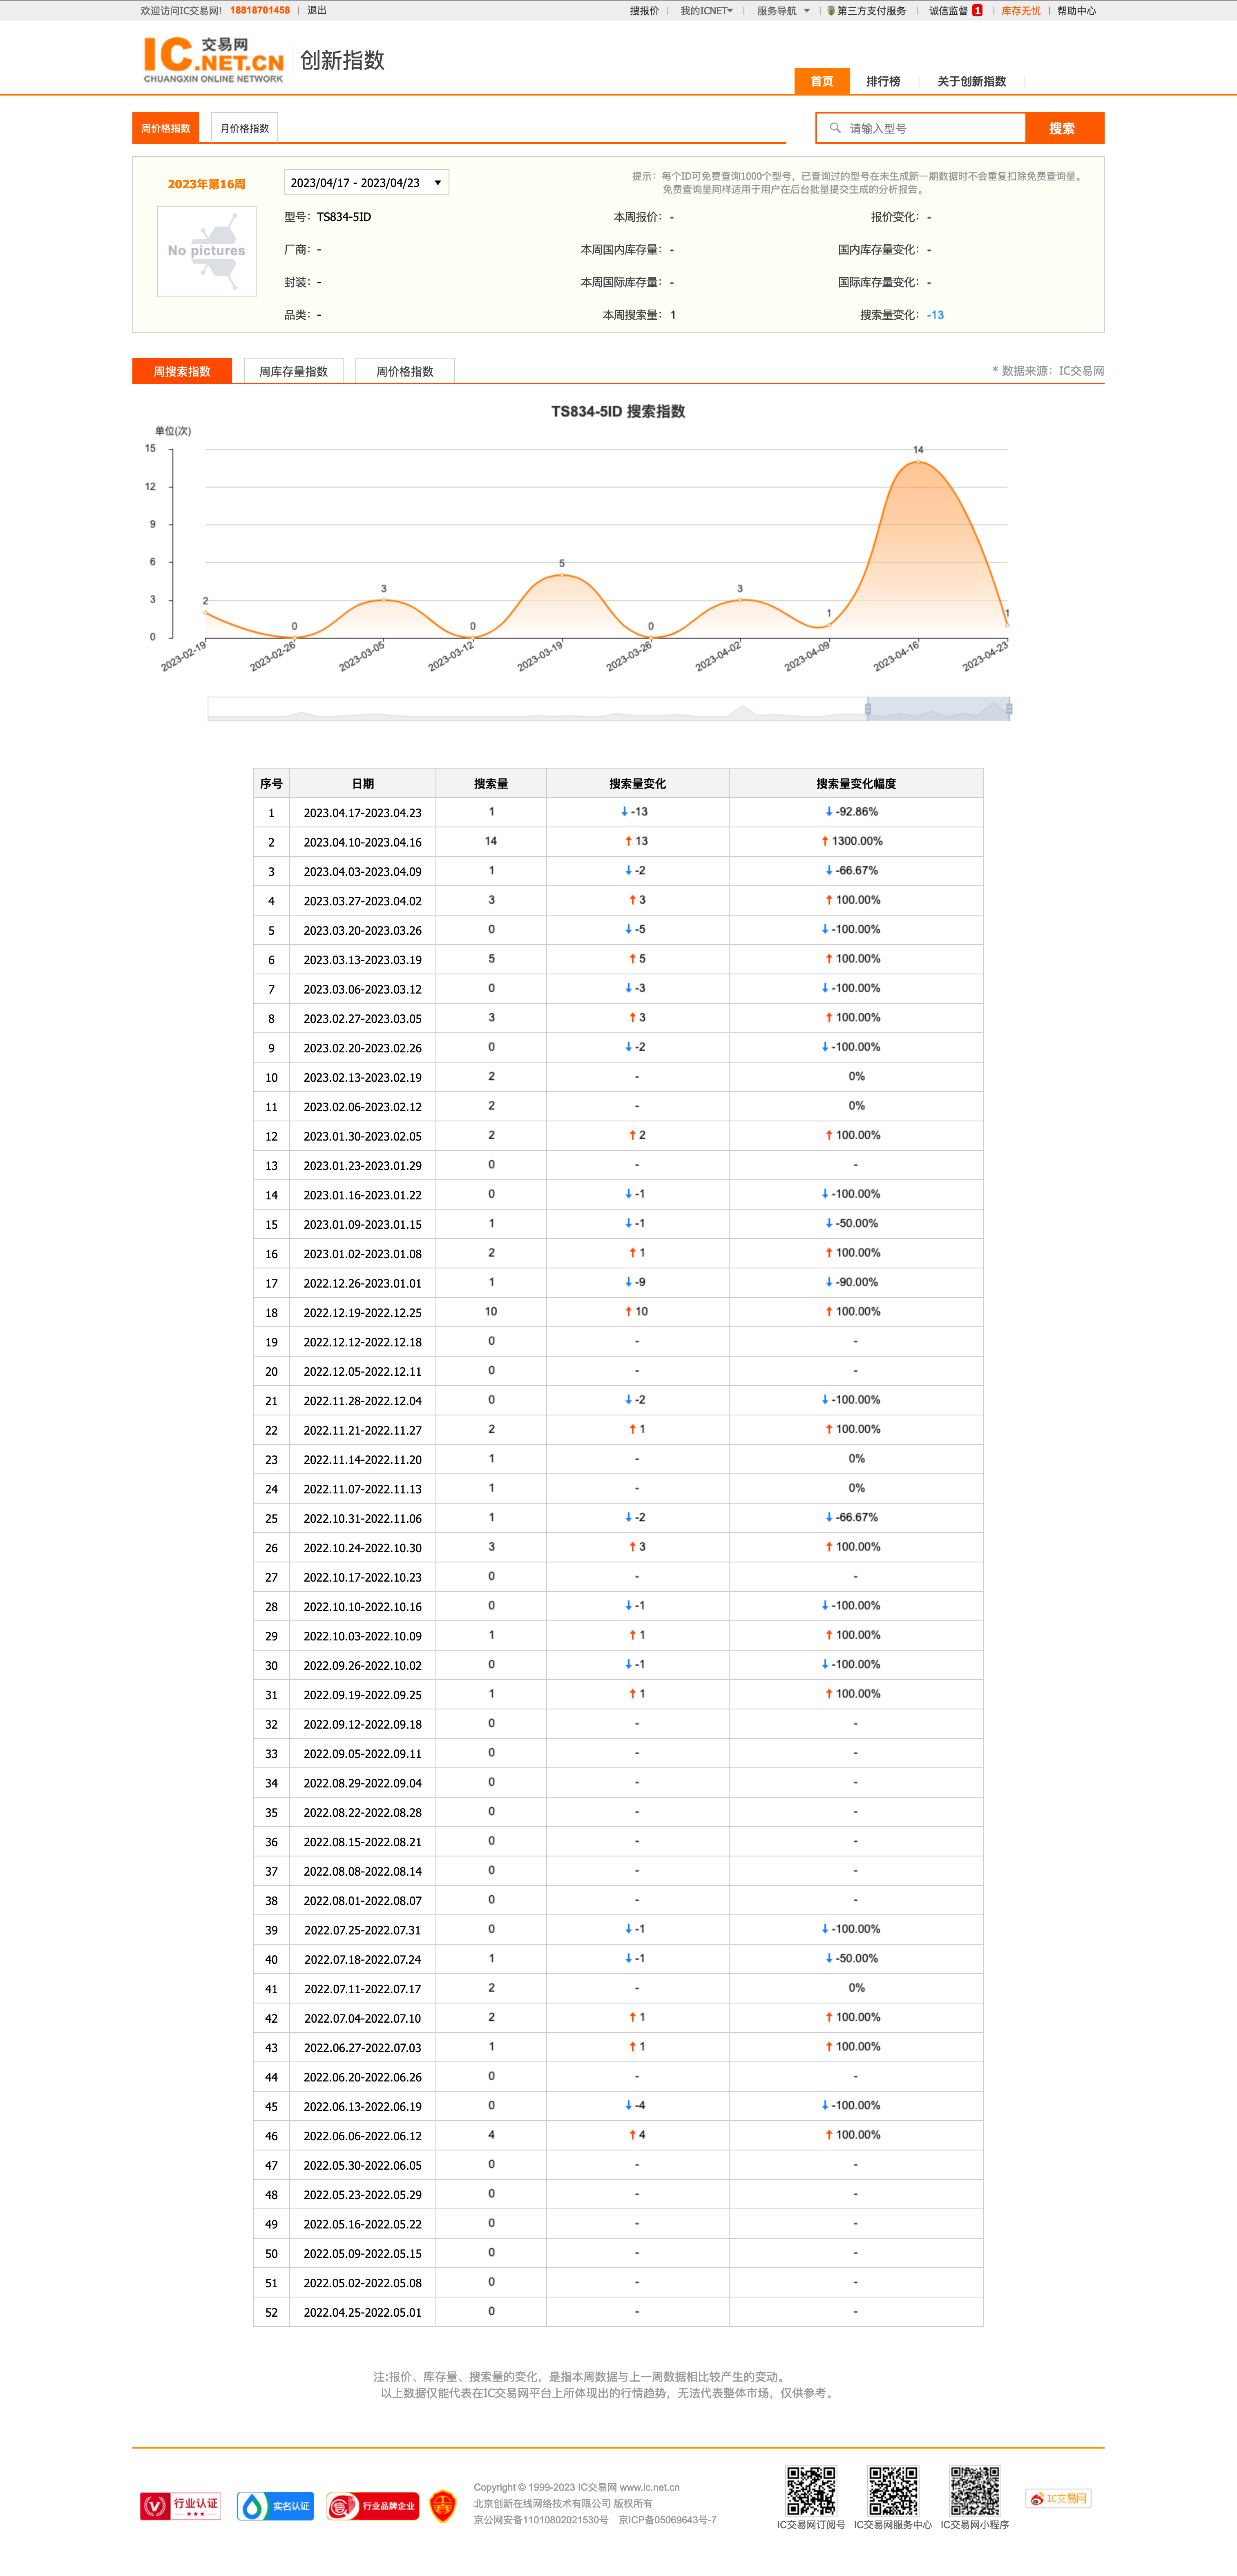 欢迎访问IC交易网! 18818701458 | 退出 搜报价 | 我的ICNET | 服务导航 | 第三方支付服务 | 诚信监督 1 | 库存无忧 | 帮助中心
IC交易网
.NET.CN
CHUANGXIN ONLINE NETWORK
创新指数
首页 排行榜 关于创新指数
周价格指数 月价格指数 请输入型号 搜索
2023年第16周 2023/04/17 - 2023/04/23
提示: 每个ID可免费查询1000个型号, 已查询过的型号在未生成新一期数据时不会重复扣除免费查询量。
免费查询量同样适用于用户在后台批量提交生成的分析报告。
No pictures
型号: TS834-5ID 本周报价: - 报价变化: -
厂商: - 本周国内库存量: - 国内库存量变化: -
封装: - 本周国际库存量: - 国际库存量变化: -
品类: - 本周搜索量: 1 搜索量变化: -13
周搜索指数 周库存量指数 周价格指数 * 数据来源: IC交易网
TS834-5ID 搜索指数
单位(次)
15
12
9
6
3
0
2 0 3 0 5 0 3 1 14 1
2023-02-19 2023-02-26 2023-03-05 2023-03-12 2023-03-19 2023-03-26 2023-04-02 2023-04-09 2023-04-16 2023-04-23
序号 日期 搜索量 搜索量变化 搜索量变化幅度
1 2023.04.17-2023.04.23 1 ↓-13 ↓-92.86%
2 2023.04.10-2023.04.16 14 ↑13 ↑1300.00%
3 2023.04.03-2023.04.09 1 ↓-2 ↓-66.67%
4 2023.03.27-2023.04.02 3 ↑3 ↑100.00%
5 2023.03.20-2023.03.26 0 ↓-5 ↓-100.00%
6 2023.03.13-2023.03.19 5 ↑5 ↑100.00%
7 2023.03.06-2023.03.12 0 ↓-3 ↓-100.00%
8 2023.02.27-2023.03.05 3 ↑3 ↑100.00%
9 2023.02.20-2023.02.26 0 ↓-2 ↓-100.00%
10 2023.02.13-2023.02.19 2 - 0%
11 2023.02.06-2023.02.12 2 - 0%
12 2023.01.30-2023.02.05 2 ↑2 ↑100.00%
13 2023.01.23-2023.01.29 0 - -
14 2023.01.16-2023.01.22 0 ↓-1 ↓-100.00%
15 2023.01.09-2023.01.15 1 ↓-1 ↓-50.00%
16 2023.01.02-2023.01.08 2 ↑1 ↑100.00%
17 2022.12.26-2023.01.01 1 ↓-9 ↓-90.00%
18 2022.12.19-2022.12.25 10 ↑10 ↑100.00%
19 2022.12.12-2022.12.18 0 - -
20 2022.12.05-2022.12.11 0 - -
21 2022.11.28-2022.12.04 0 ↓-2 ↓-100.00%
22 2022.11.21-2022.11.27 2 ↑1 ↑100.00%
23 2022.11.14-2022.11.20 1 - 0%
24 2022.11.07-2022.11.13 1 - 0%
25 2022.10.31-2022.11.06 1 ↓-2 ↓-66.67%
26 2022.10.24-2022.10.30 3 ↑3 ↑100.00%
27 2022.10.17-2022.10.23 0 - -
28 2022.10.10-2022.10.16 0 ↓-1 ↓-100.00%
29 2022.10.03-2022.10.09 1 ↑1 ↑100.00%
30 2022.09.26-2022.10.02 0 ↓-1 ↓-100.00%
31 2022.09.19-2022.09.25 1 ↑1 ↑100.00%
32 2022.09.12-2022.09.18 0 - -
33 2022.09.05-2022.09.11 0 - -
34 2022.08.29-2022.09.04 0 - -
35 2022.08.22-2022.08.28 0 - -
36 2022.08.15-2022.08.21 0 - -
37 2022.08.08-2022.08.14 0 - -
38 2022.08.01-2022.08.07 0 - -
39 2022.07.25-2022.07.31 0 ↓-1 ↓-100.00%
40 2022.07.18-2022.07.24 1 ↓-1 ↓-50.00%
41 2022.07.11-2022.07.17 2 - 0%
42 2022.07.04-2022.07.10 2 ↑1 ↑100.00%
43 2022.06.27-2022.07.03 1 ↑1 ↑100.00%
44 2022.06.20-2022.06.26 0 - -
45 2022.06.13-2022.06.19 0 ↓-4 ↓-100.00%
46 2022.06.06-2022.06.12 4 ↑4 ↑100.00%
47 2022.05.30-2022.06.05 0 - -
48 2022.05.23-2022.05.29 0 - -
49 2022.05.16-2022.05.22 0 - -
50 2022.05.09-2022.05.15 0 - -
51 2022.05.02-2022.05.08 0 - -
52 2022.04.25-2022.05.01 0 - -
注:报价、库存量、搜索量的变化, 是指本周数据与上一周数据相比较产生的变动。
以上数据仅能代表在IC交易网平台上所体现出的行情趋势, 无法代表整体市场, 仅供参考。
行业认证 实名认证 行业品牌企业
Copyright © 1999-2023 IC交易网 www.ic.net.cn
北京创新在线网络技术有限公司 版权所有
京公网安备11010802021530号 京ICP备05069643号-7
IC交易网订阅号 IC交易网服务中心 IC交易网小程序
IC交易网